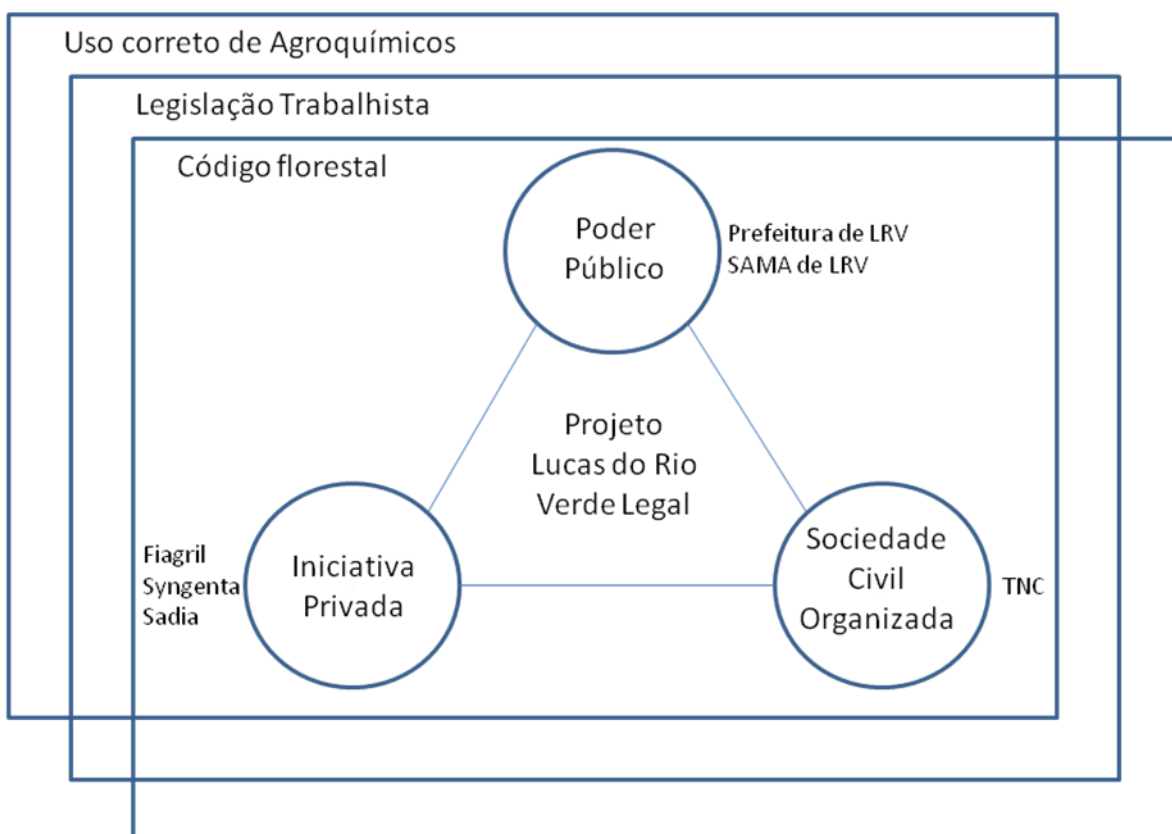 Uso correto de Agroquímicos
Legislação Trabalhista
Código florestal
Poder
Público
Prefeitura de LRV
SAMA de LRV
Projeto
Lucas do Rio
Verde Legal
Fiagril
Syngenta
Sadia
Iniciativa
Privada
Sociedade
Civil
Organizada
TNC